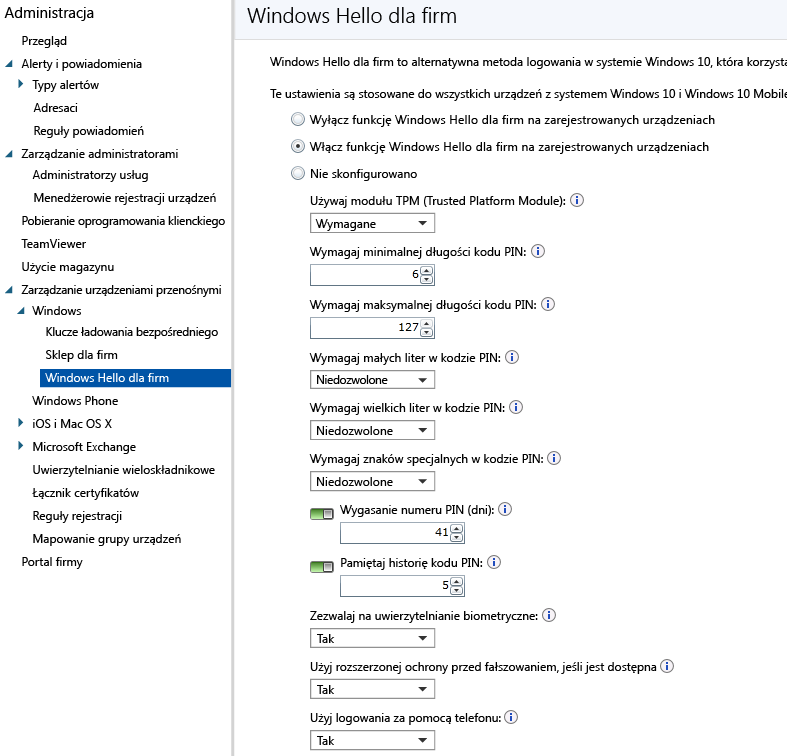 Administracja
Przegląd
Alerty i powiadomienia
Typy alertów
Adresaci
Reguły powiadomień
Zarządzanie administratorami
Administratorzy usług
Menedżerowie rejestracji urządzeń
Pobieranie oprogramowania klienckiego
TeamViewer
Użycie magazynu
Zarządzanie urządzeniami przenośnymi
Windows
Klucze ładowania bezpośredniego
Sklep dla firm
Windows Hello dla firm
Windows Phone
iOS i Mac OS X
Microsoft Exchange
Uwierzytelnianie wieloskładnikowe
Łącznik certyfikatów
Reguły rejestracji
Mapowanie grupy urządzeń
Portal firmy
Windows Hello dla firm
Windows Hello dla firm to alternatywna metoda logowania w systemie Windows 10, która korzysta
Te ustawienia są stosowane do wszystkich urządzeń z systemem Windows 10 i Windows 10 Mobile
Wyłącz funkcję Windows Hello dla firm na zarejestrowanych urządzeniach
Włącz funkcję Windows Hello dla firm na zarejestrowanych urządzeniach
Nie skonfigurowano
Używaj modułu TPM (Trusted Platform Module):
Wymagane
Wymagaj minimalnej długości kodu PIN:
6
Wymagaj maksymalnej długości kodu PIN:
127
Wymagaj małych liter w kodzie PIN:
Niedozwolone
Wymagaj wielkich liter w kodzie PIN:
Niedozwolone
Wymagaj znaków specjalnych w kodzie PIN:
Niedozwolone
Wygasanie numeru PIN (dni):
41
Pamiętaj historię kodu PIN:
5
Zezwalaj na uwierzytelnianie biometryczne:
Tak
Użyj rozszerzonej ochrony przed fałszowaniem, jeśli jest dostępna
Tak
Użyj logowania za pomocą telefonu:
Tak